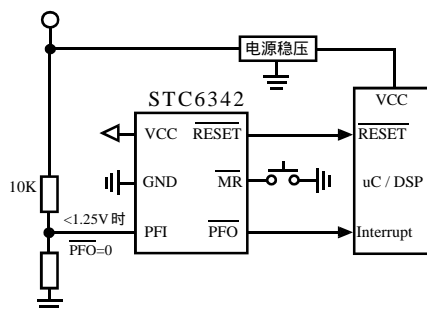 电源稳压
STC6342
VCC
VCC
RESET
RESET
10K
GND
MR
uC / DSP
<1.25V 时
PFI
PFO
Interrupt
PFO=0